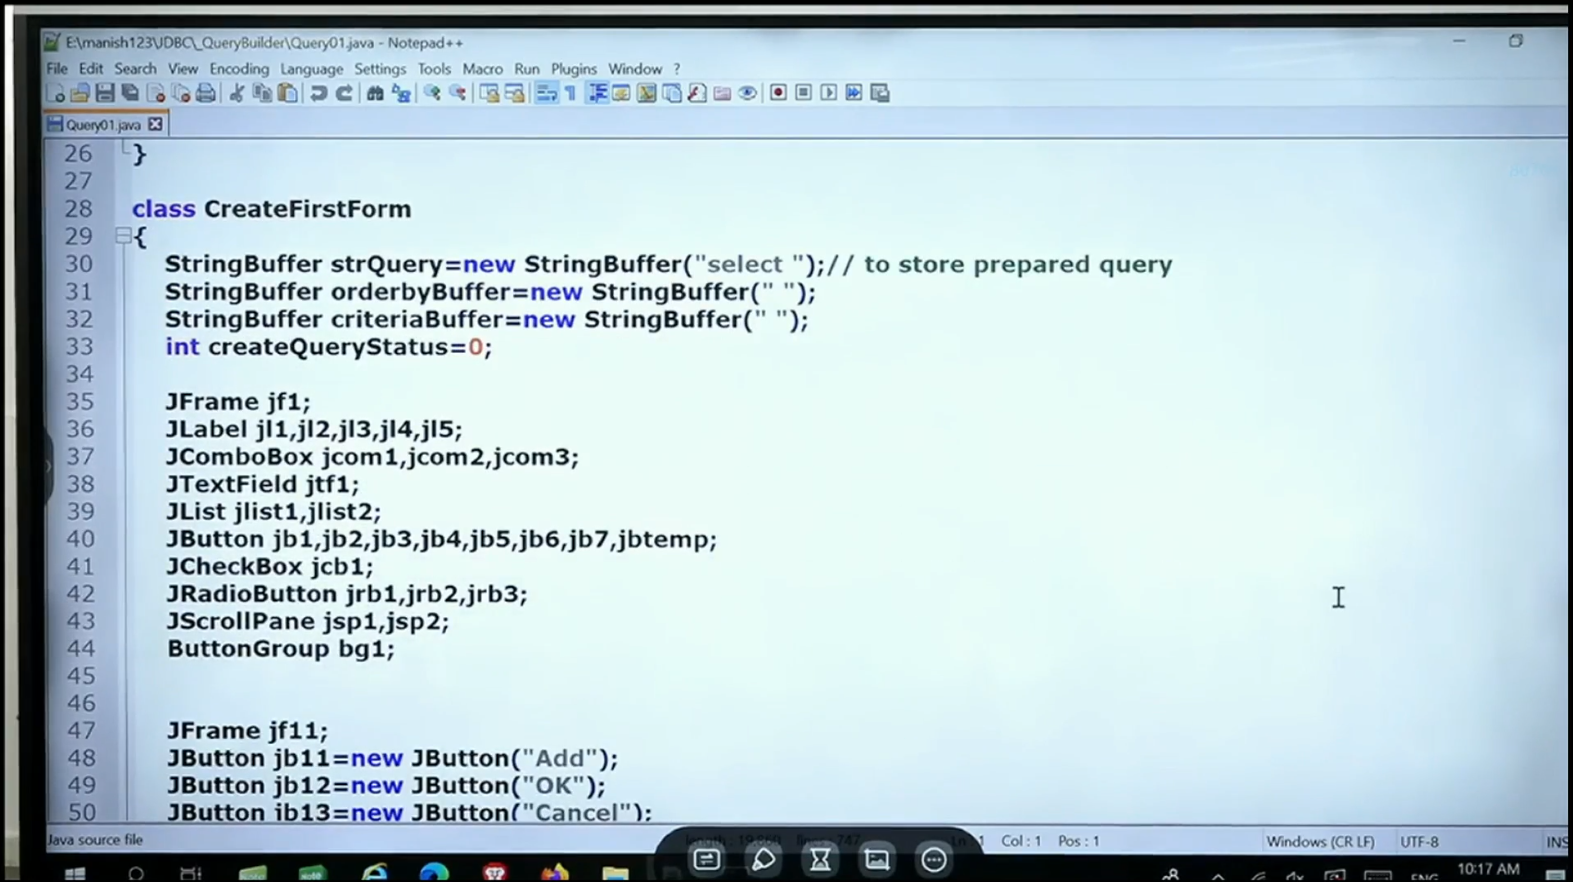 E:\manish123\JDBC\_QueryBuilder\Query01.java - Notepad++
File Edit Search View Encoding Language Settings Tools Macro Run Plugins Window ?
Query01.java
26 }
27
28 class CreateFirstForm
29 {
30 StringBuffer strQuery=new StringBuffer("select ");// to store prepared query
31 StringBuffer orderbyBuffer=new StringBuffer(" ");
32 StringBuffer criteriaBuffer=new StringBuffer(" ");
33 int createQueryStatus=0;
34
35 JFrame jf1;
36 JLabel jl1,jl2,jl3,jl4,jl5;
37 JComboBox jcom1,jcom2,jcom3;
38 JTextField jtf1;
39 JList jlist1,jlist2;
40 JButton jb1,jb2,jb3,jb4,jb5,jb6,jb7,jbtemp;
41 JCheckBox jcb1;
42 JRadioButton jrb1,jrb2,jrb3;
43 JScrollPane jsp1,jsp2;
44 ButtonGroup bg1;
45
46
47 JFrame jf11;
48 JButton jb11=new JButton("Add");
49 JButton jb12=new JButton("OK");
50 JButton jb13=new JButton("Cancel");
Java source file Col : 1 Pos : 1 Windows (CR LF) UTF-8 INS
ENG 10:17 AM